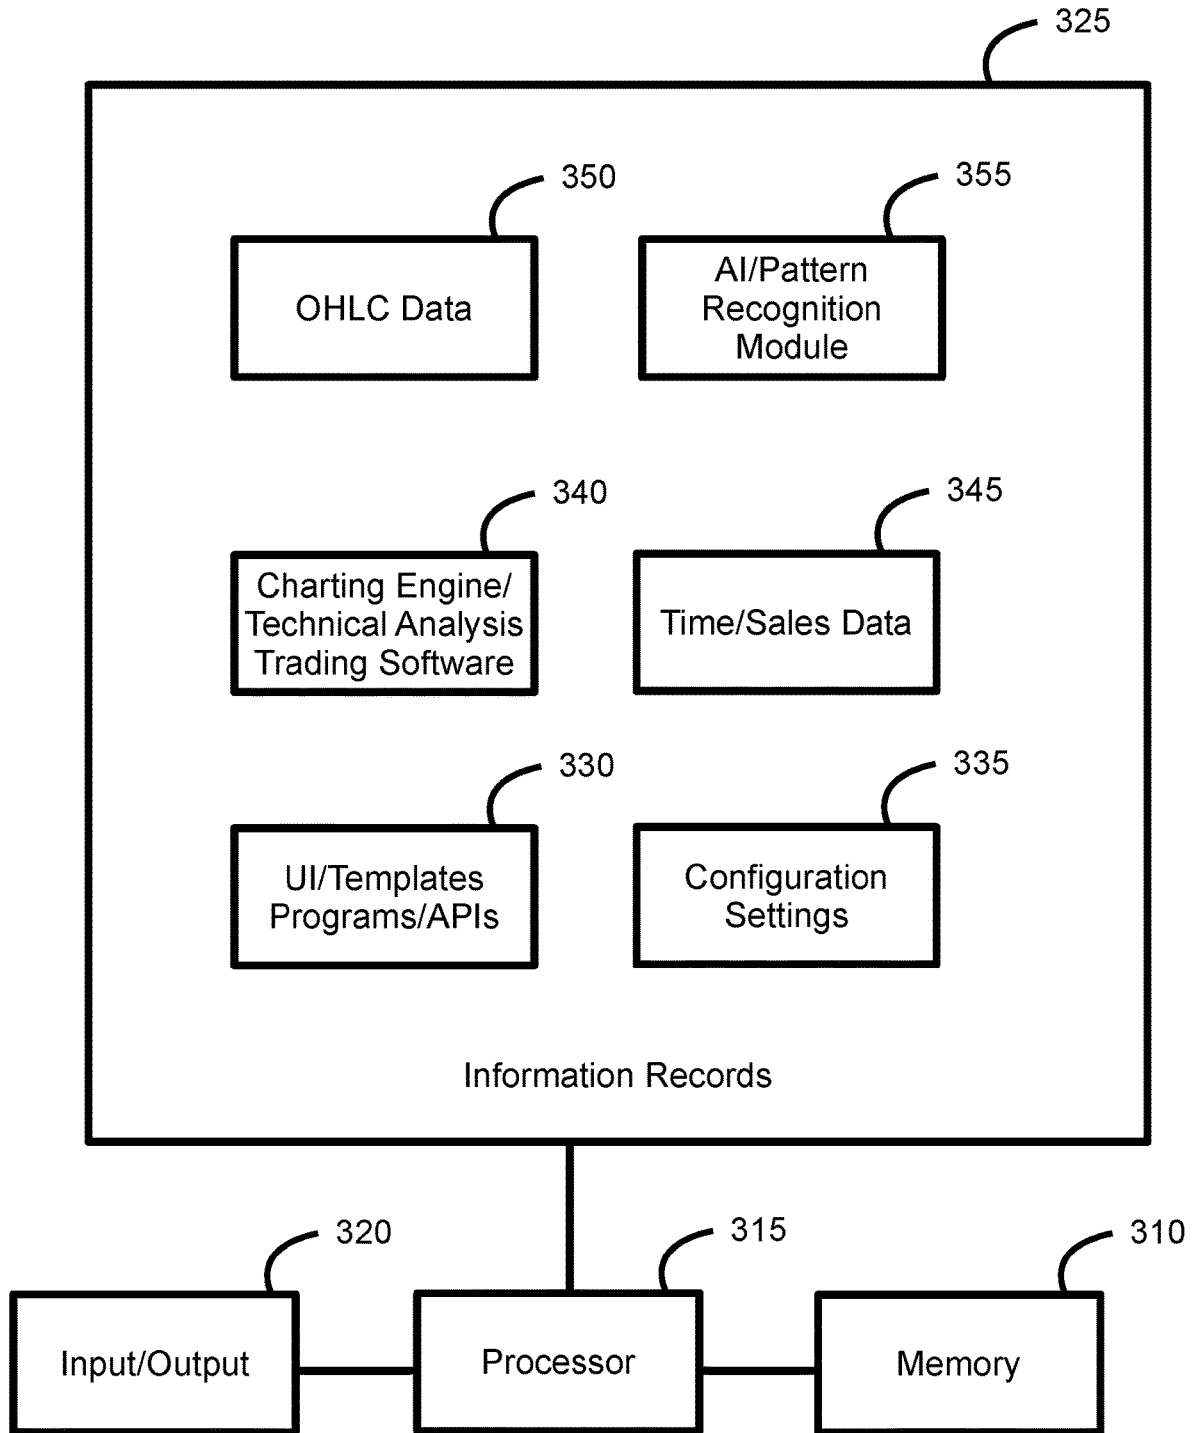 325
350
355
OHLC Data
AI/Pattern
Recognition
Module
340
345
Charting Engine/
Technical Analysis
Trading Software
Time/Sales Data
330
335
UI/Templates
Programs/APIs
Configuration
Settings
Information Records
320
315
310
Input/Output
Processor
Memory